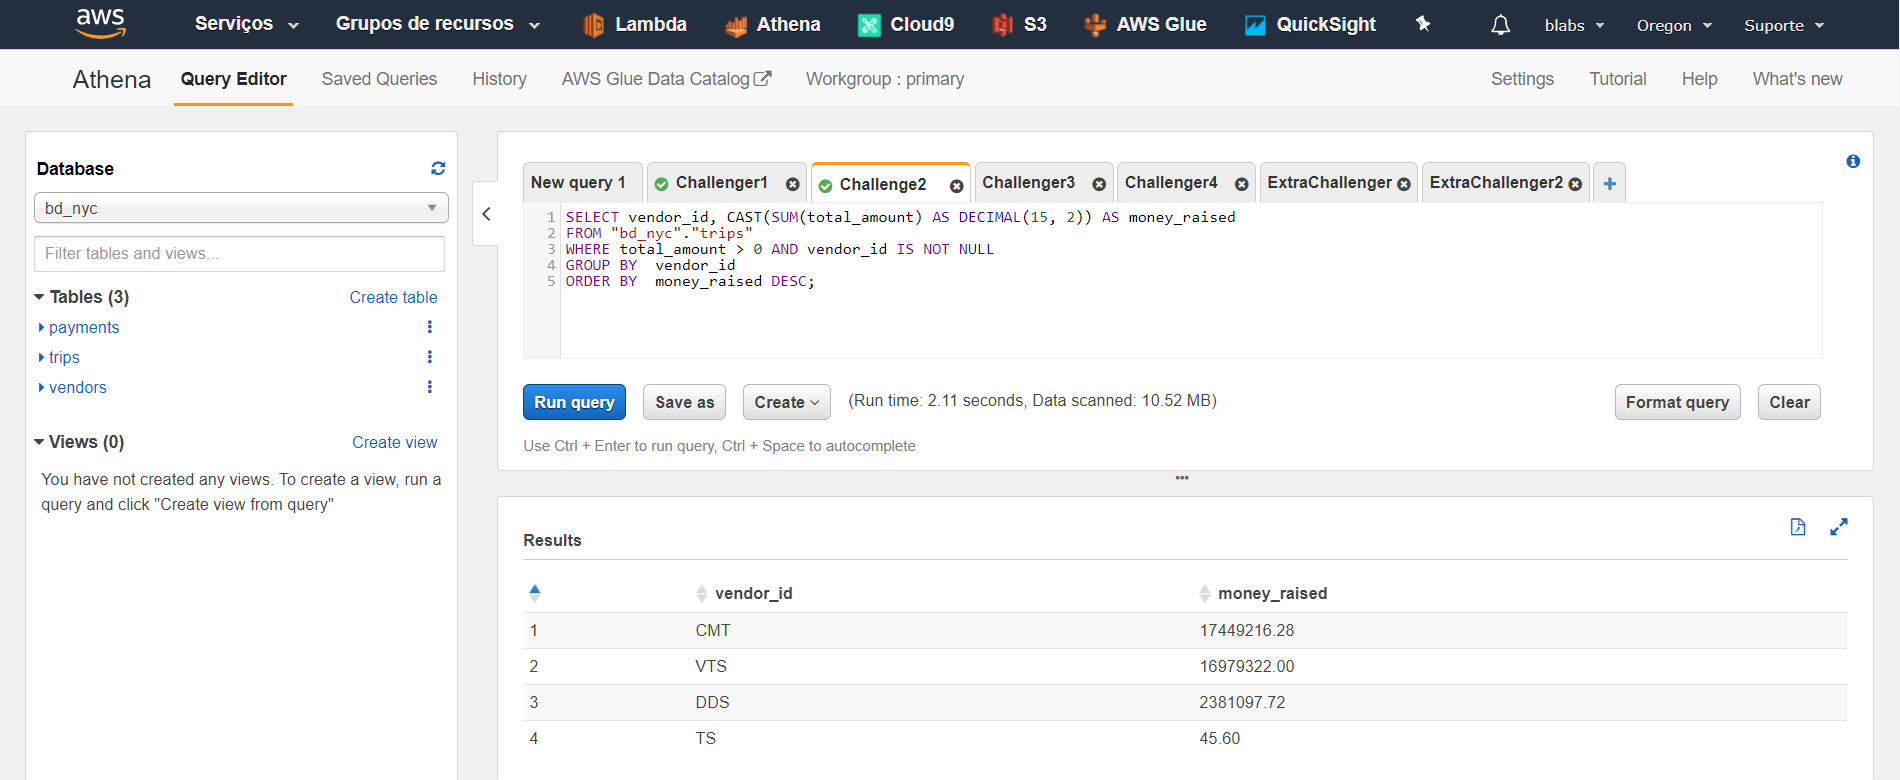 aws Serviços Grupos de recursos Lambda Athena Cloud9 S3 AWS Glue QuickSight blabs Oregon Suporte
Athena Query Editor Saved Queries History AWS Glue Data Catalog Workgroup : primary Settings Tutorial Help What's new
Database
bd_nyc
Filter tables and views...
Tables (3) Create table
payments
trips
vendors
Views (0) Create view
You have not created any views. To create a view, run a
query and click "Create view from query"
New query 1 Challenger1 Challenge2 Challenger3 Challenger4 ExtraChallenger ExtraChallenger2 +
1 SELECT vendor_id, CAST(SUM(total_amount) AS DECIMAL(15, 2)) AS money_raised
2 FROM "bd_nyc"."trips"
3 WHERE total_amount > 0 AND vendor_id IS NOT NULL
4 GROUP BY vendor_id
5 ORDER BY money_raised DESC;
Run query Save as Create (Run time: 2.11 seconds, Data scanned: 10.52 MB) Format query Clear
Use Ctrl + Enter to run query, Ctrl + Space to autocomplete
Results
vendor_id money_raised
1 CMT 17449216.28
2 VTS 16979322.00
3 DDS 2381097.72
4 TS 45.60